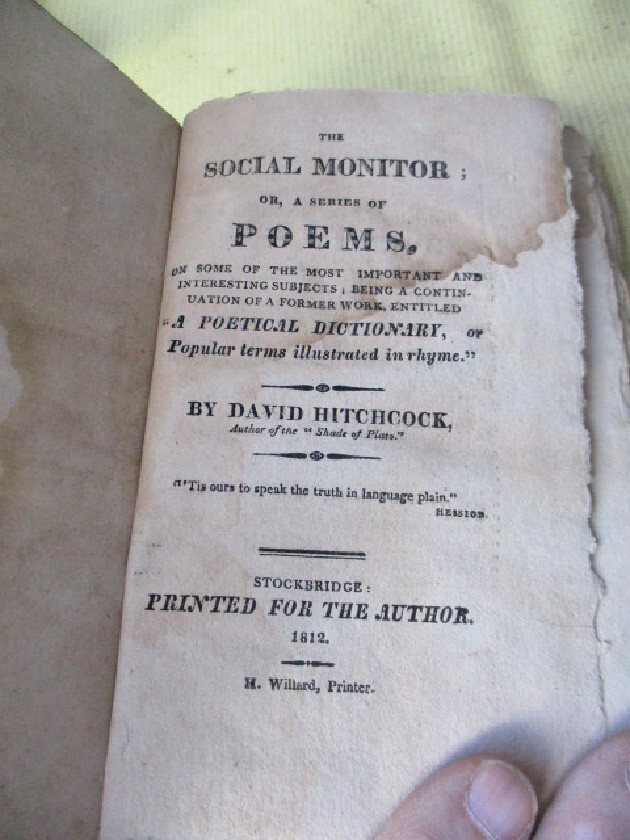 THE
SOCIAL MONITOR;
OR, A SERIES OF
POEMS,
ON SOME OF THE MOST IMPORTANT AND
INTERESTING SUBJECTS; BEING A CONTIN-
UATION OF A FORMER WORK, ENTITLED
"A POETICAL DICTIONARY, or
Popular terms illustrated in rhyme."
BY DAVID HITCHCOCK,
Author of the "Shade of Plato."
"'Tis ours to speak the truth in language plain."
HESSIOD.
STOCKBRIDGE:
PRINTED FOR THE AUTHOR.
1812.
H. Willard, Printer.